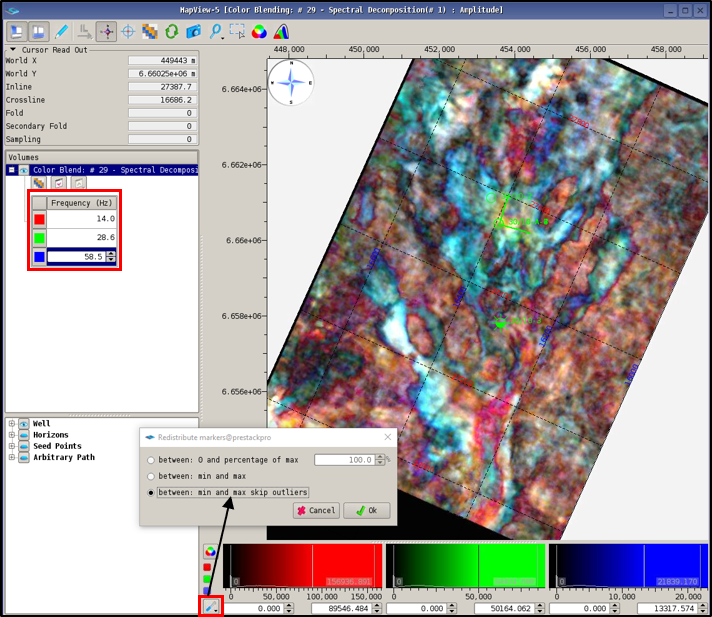 MapView-5 [Color Blending: # 29 - Spectral Decomposition(# 1) : Amplitude]
Cursor Read Out
World X 449443 m
World Y 6.66025e+06 m
Inline 27387.7
Crossline 16686.2
Fold 0
Secondary Fold 0
Sampling 0
Volumes
Color Blend: # 29 - Spectral Decomposi
Frequency (Hz)
14.0
28.6
58.5
Well
Horizons
Seed Points
Arbitrary Path
448.000 450.000 452.000 454.000 456.000 458.000
6.664e+06
6.662e+06
6.66e+06
6.658e+06
6.656e+06
N
W E
S
Redistribute markers@prestackpro
between: 0 and percentage of max 100.0 %
between: min and max
between: min and max skip outliers
Cancel Ok
0 156936.891 0 0 21839.170
0 50.000 100.000 150.000 0 50.000 0 10.000 20.000
0.000 89546.484 0.000 50164.062 0.000 13317.574